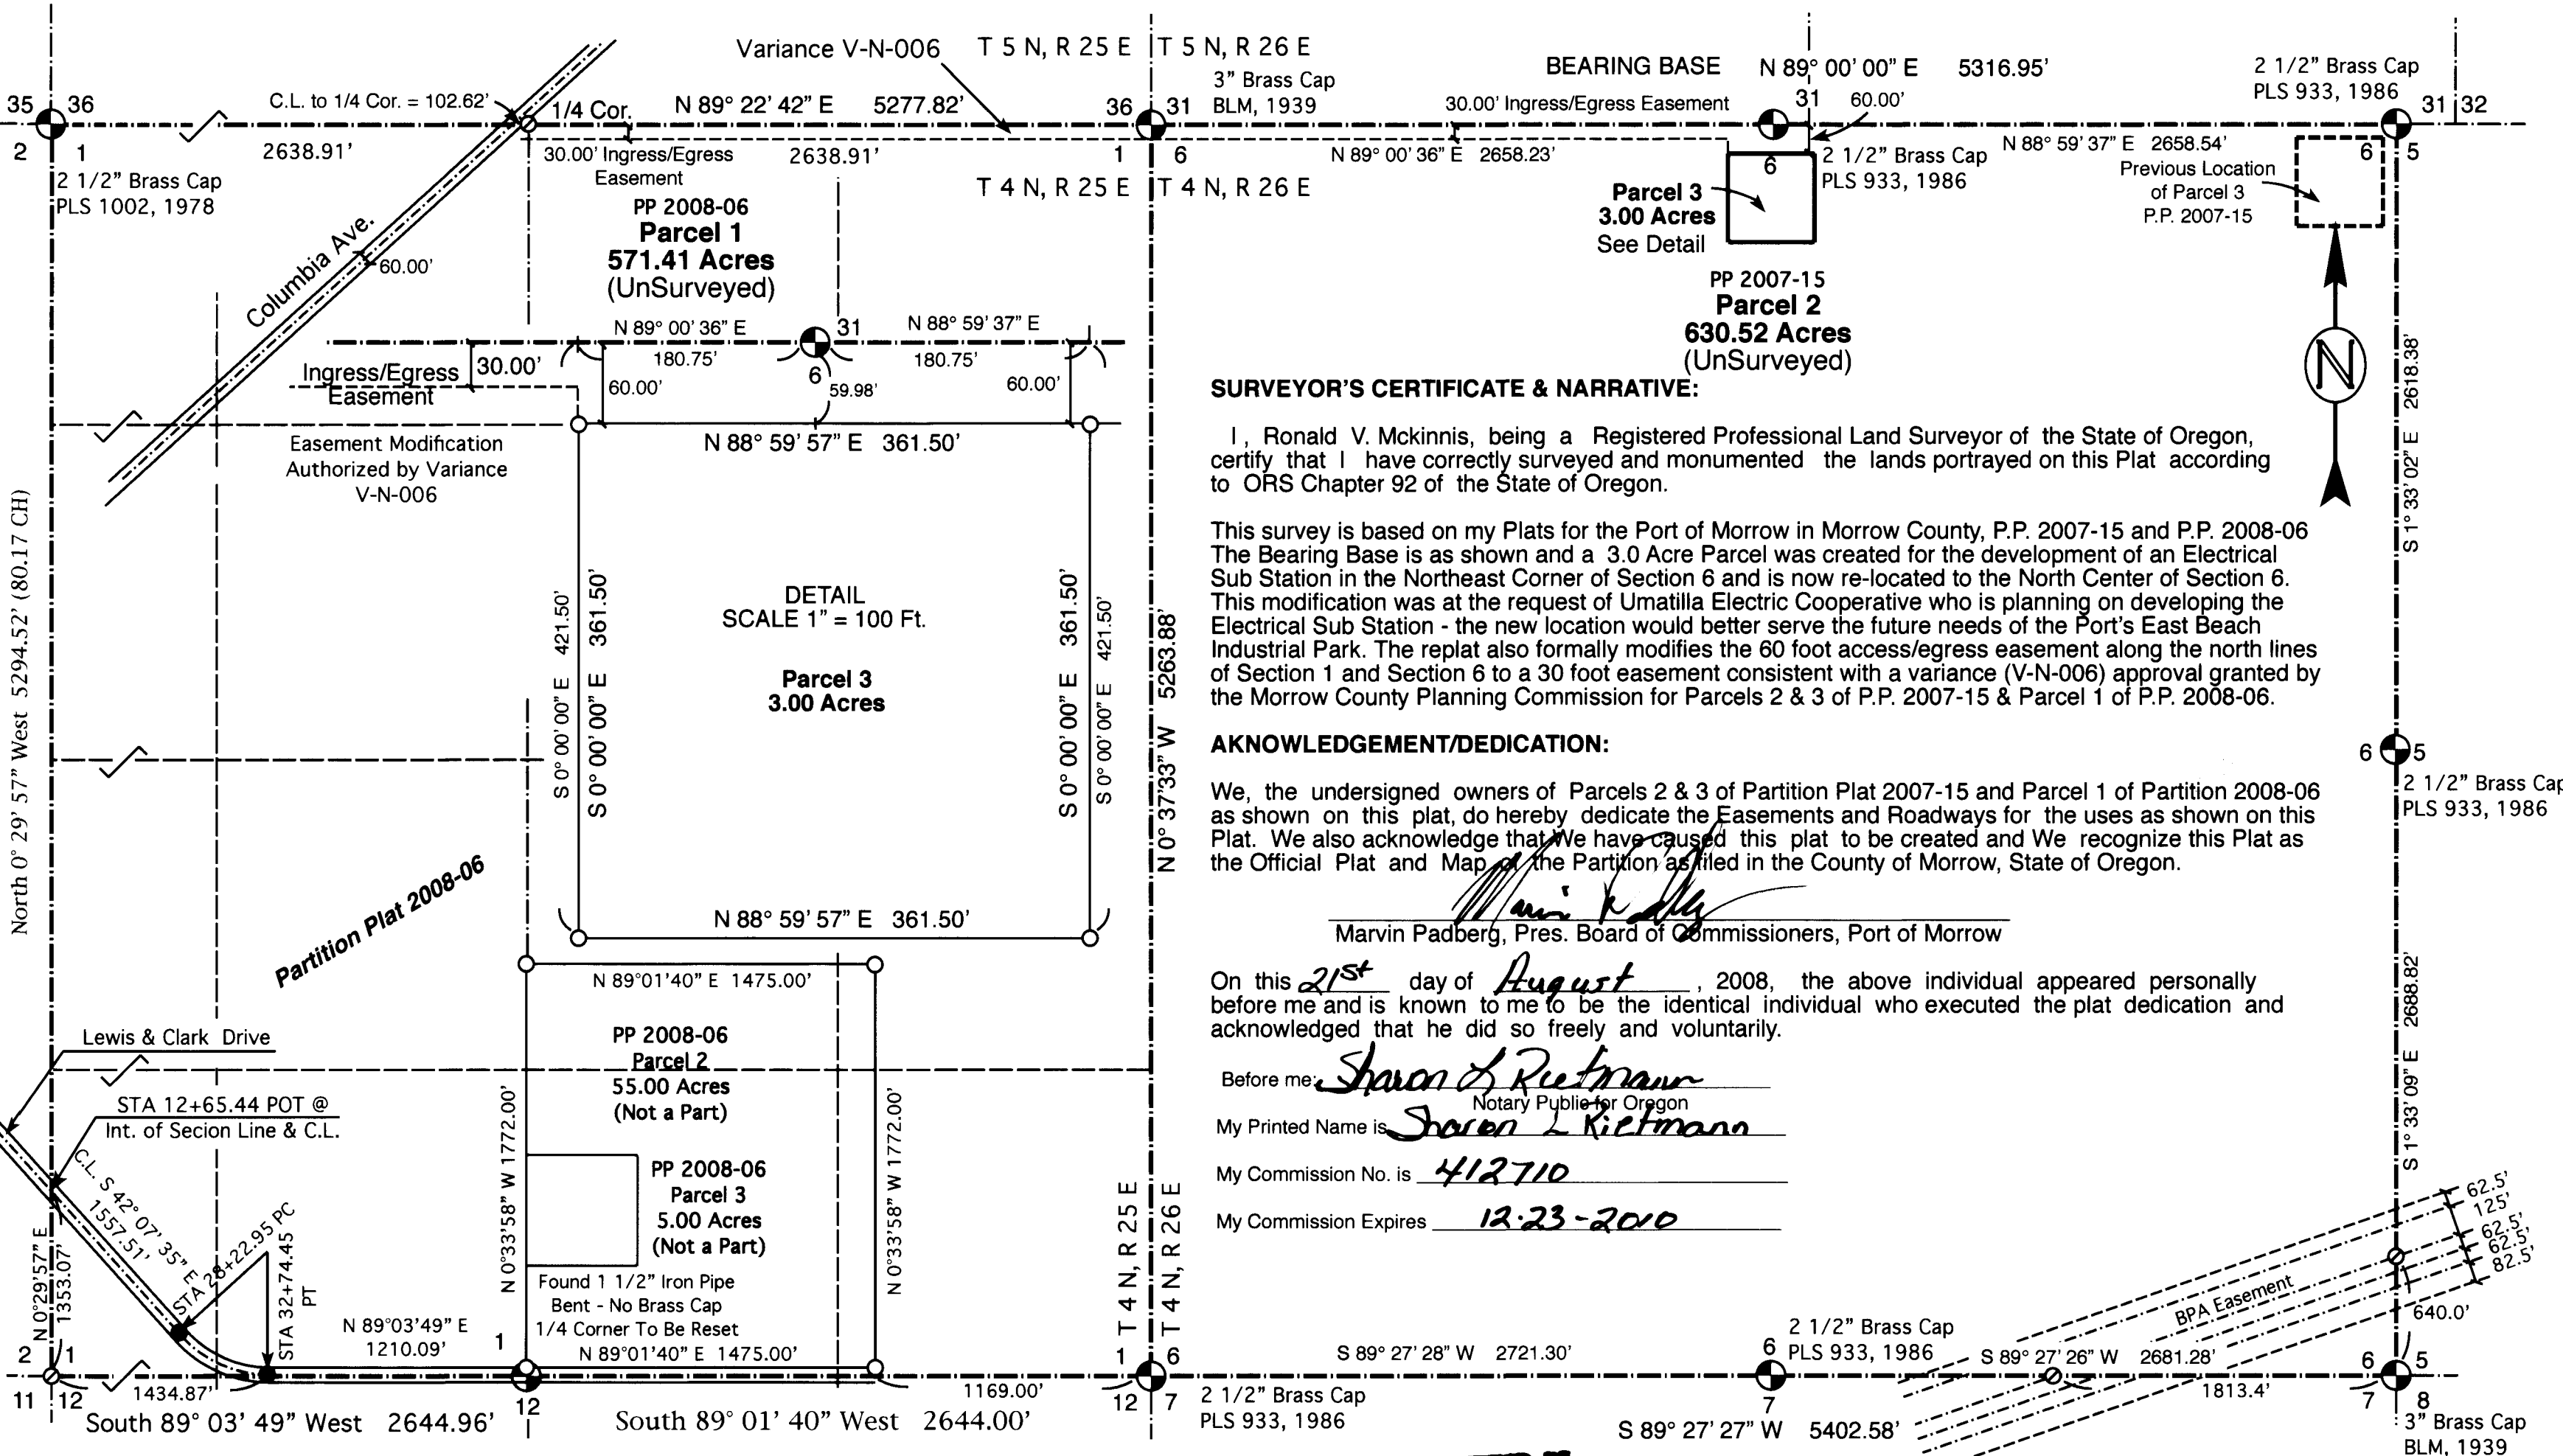 Variance V-N-006
T 5 N, R 25 E
T 5 N, R 26 E
3” Brass Cap
BLM, 1939
BEARING BASE N 89° 00’ 00” E 5316.95’
2 1/2” Brass Cap
PLS 933, 1986
35 36
C.L. to 1/4 Cor. = 102.62’
1/4 Cor.
N 89° 22’ 42” E 5277.82’
36 31
30.00’ Ingress/Egress Easement
31
60.00’
31 32
2 1
2638.91’
30.00’ Ingress/Egress
Easement
2638.91’
1 6
N 89° 00’ 36” E 2658.23’
6
2 1/2” Brass Cap
PLS 933, 1986
N 88° 59’ 37” E 2658.54’
6 5
2 1/2” Brass Cap
PLS 1002, 1978
T 4 N, R 25 E
T 4 N, R 26 E
Previous Location
of Parcel 3
P.P. 2007-15
Parcel 3
3.00 Acres
See Detail
Columbia Ave.
60.00’
PP 2008-06
Parcel 1
571.41 Acres
(UnSurveyed)
PP 2007-15
Parcel 2
630.52 Acres
(UnSurveyed)
N
N 89° 00’ 36” E
31
N 88° 59’ 37” E
180.75’
180.75’
6
Ingress/Egress
Easement
30.00’
60.00’
59.98’
60.00’
Easement Modification
Authorized by Variance
V-N-006
N 88° 59’ 57” E 361.50’
S 0° 00’ 00” E 421.50’
S 0° 00’ 00” E 361.50’
DETAIL
SCALE 1” = 100 Ft.
Parcel 3
3.00 Acres
S 0° 00’ 00” E 361.50’
S 0° 00’ 00” E 421.50’
N 88° 59’ 57” E 361.50’
North 0° 29’ 57” West 5294.52’ (80.17 CH)
N 0° 37’33” W 5263.88’
S 1° 33’ 02” E 2618.38’
SURVEYOR’S CERTIFICATE & NARRATIVE:
I, Ronald V. Mckinnis, being a Registered Professional Land Surveyor of the State of Oregon,
certify that I have correctly surveyed and monumented the lands portrayed on this Plat according
to ORS Chapter 92 of the State of Oregon.
This survey is based on my Plats for the Port of Morrow in Morrow County, P.P. 2007-15 and P.P. 2008-06
The Bearing Base is as shown and a 3.0 Acre Parcel was created for the development of an Electrical
Sub Station in the Northeast Corner of Section 6 and is now re-located to the North Center of Section 6.
This modification was at the request of Umatilla Electric Cooperative who is planning on developing the
Electrical Sub Station - the new location would better serve the future needs of the Port’s East Beach
Industrial Park. The replat also formally modifies the 60 foot access/egress easement along the north lines
of Section 1 and Section 6 to a 30 foot easement consistent with a variance (V-N-006) approval granted by
the Morrow County Planning Commission for Parcels 2 & 3 of P.P. 2007-15 & Parcel 1 of P.P. 2008-06.
AKNOWLEDGEMENT/DEDICATION:
We, the undersigned owners of Parcels 2 & 3 of Partition Plat 2007-15 and Parcel 1 of Partition 2008-06
as shown on this plat, do hereby dedicate the Easements and Roadways for the uses as shown on this
Plat. We also acknowledge that We have caused this plat to be created and We recognize this Plat as
the Official Plat and Map of the Partition as filed in the County of Morrow, State of Oregon.
Marvin Padberg, Pres. Board of Commissioners, Port of Morrow
On this 21st day of August, 2008, the above individual appeared personally
before me and is known to me to be the identical individual who executed the plat dedication and
acknowledged that he did so freely and voluntarily.
Before me: Sharon L Rietmann
Notary Public for Oregon
My Printed Name is Sharon L Rietmann
My Commission No. is 412710
My Commission Expires 12-23-2010
6 5
2 1/2” Brass Cap
PLS 933, 1986
S 1° 33’ 09” E 2688.82’
Partition Plat 2008-06
N 89°01’40” E 1475.00’
Lewis & Clark Drive
PP 2008-06
Parcel 2
55.00 Acres
(Not a Part)
STA 12+65.44 POT @
Int. of Secion Line & C.L.
C.L. S 42° 07’ 35” E
1557.51’
STA 28+22.95 PC
STA 32+74.45
PT
N 0°29’57” E
1353.07’
N 0°33’58” W 1772.00’
N 0°33’58” W 1772.00’
PP 2008-06
Parcel 3
5.00 Acres
(Not a Part)
Found 1 1/2” Iron Pipe
Bent - No Brass Cap
1/4 Corner To Be Reset
N 89°03’49” E
1210.09’
1
N 89°01’40” E 1475.00’
T 4 N, R 25 E
T 4 N, R 26 E
62.5’
125’
62.5’
62.5’
82.5’
BPA Easement
640.0’
2 1
11 12
1434.87’
12
1169.00’
1 6
12 7
2 1/2” Brass Cap
PLS 933, 1986
S 89° 27’ 28” W 2721.30’
6
7
2 1/2” Brass Cap
PLS 933, 1986
S 89° 27’ 26” W 2681.28’
1813.4’
6 5
7 8
3” Brass Cap
BLM, 1939
South 89° 03’ 49” West 2644.96’
South 89° 01’ 40” West 2644.00’
S 89° 27’ 27” W 5402.58’